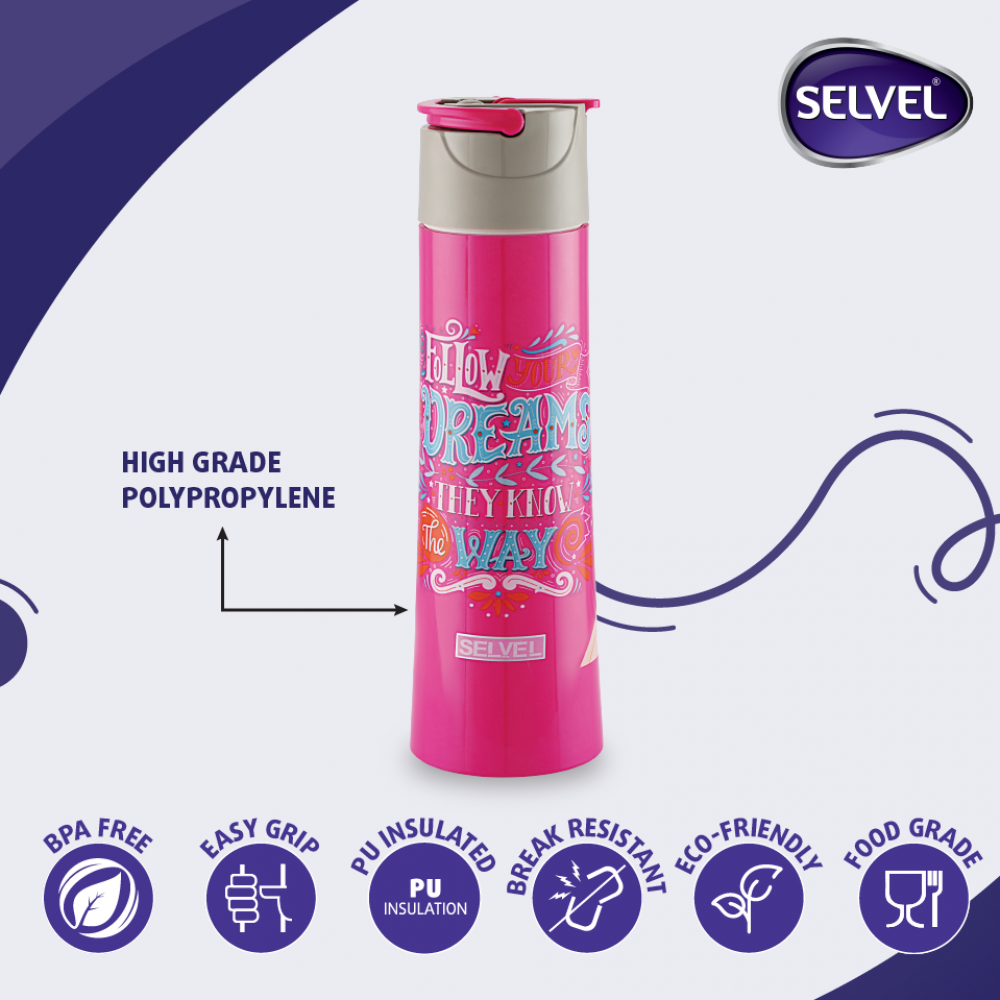 SELVEL®
FOLLOW YOUR
DREAMS
THEY KNOW
The WAY
SELVEL
HIGH GRADE
POLYPROPYLENE
BPA FREE
EASY GRIP
PU INSULATED
PU
INSULATION
BREAK RESISTANT
ECO-FRIENDLY
FOOD GRADE